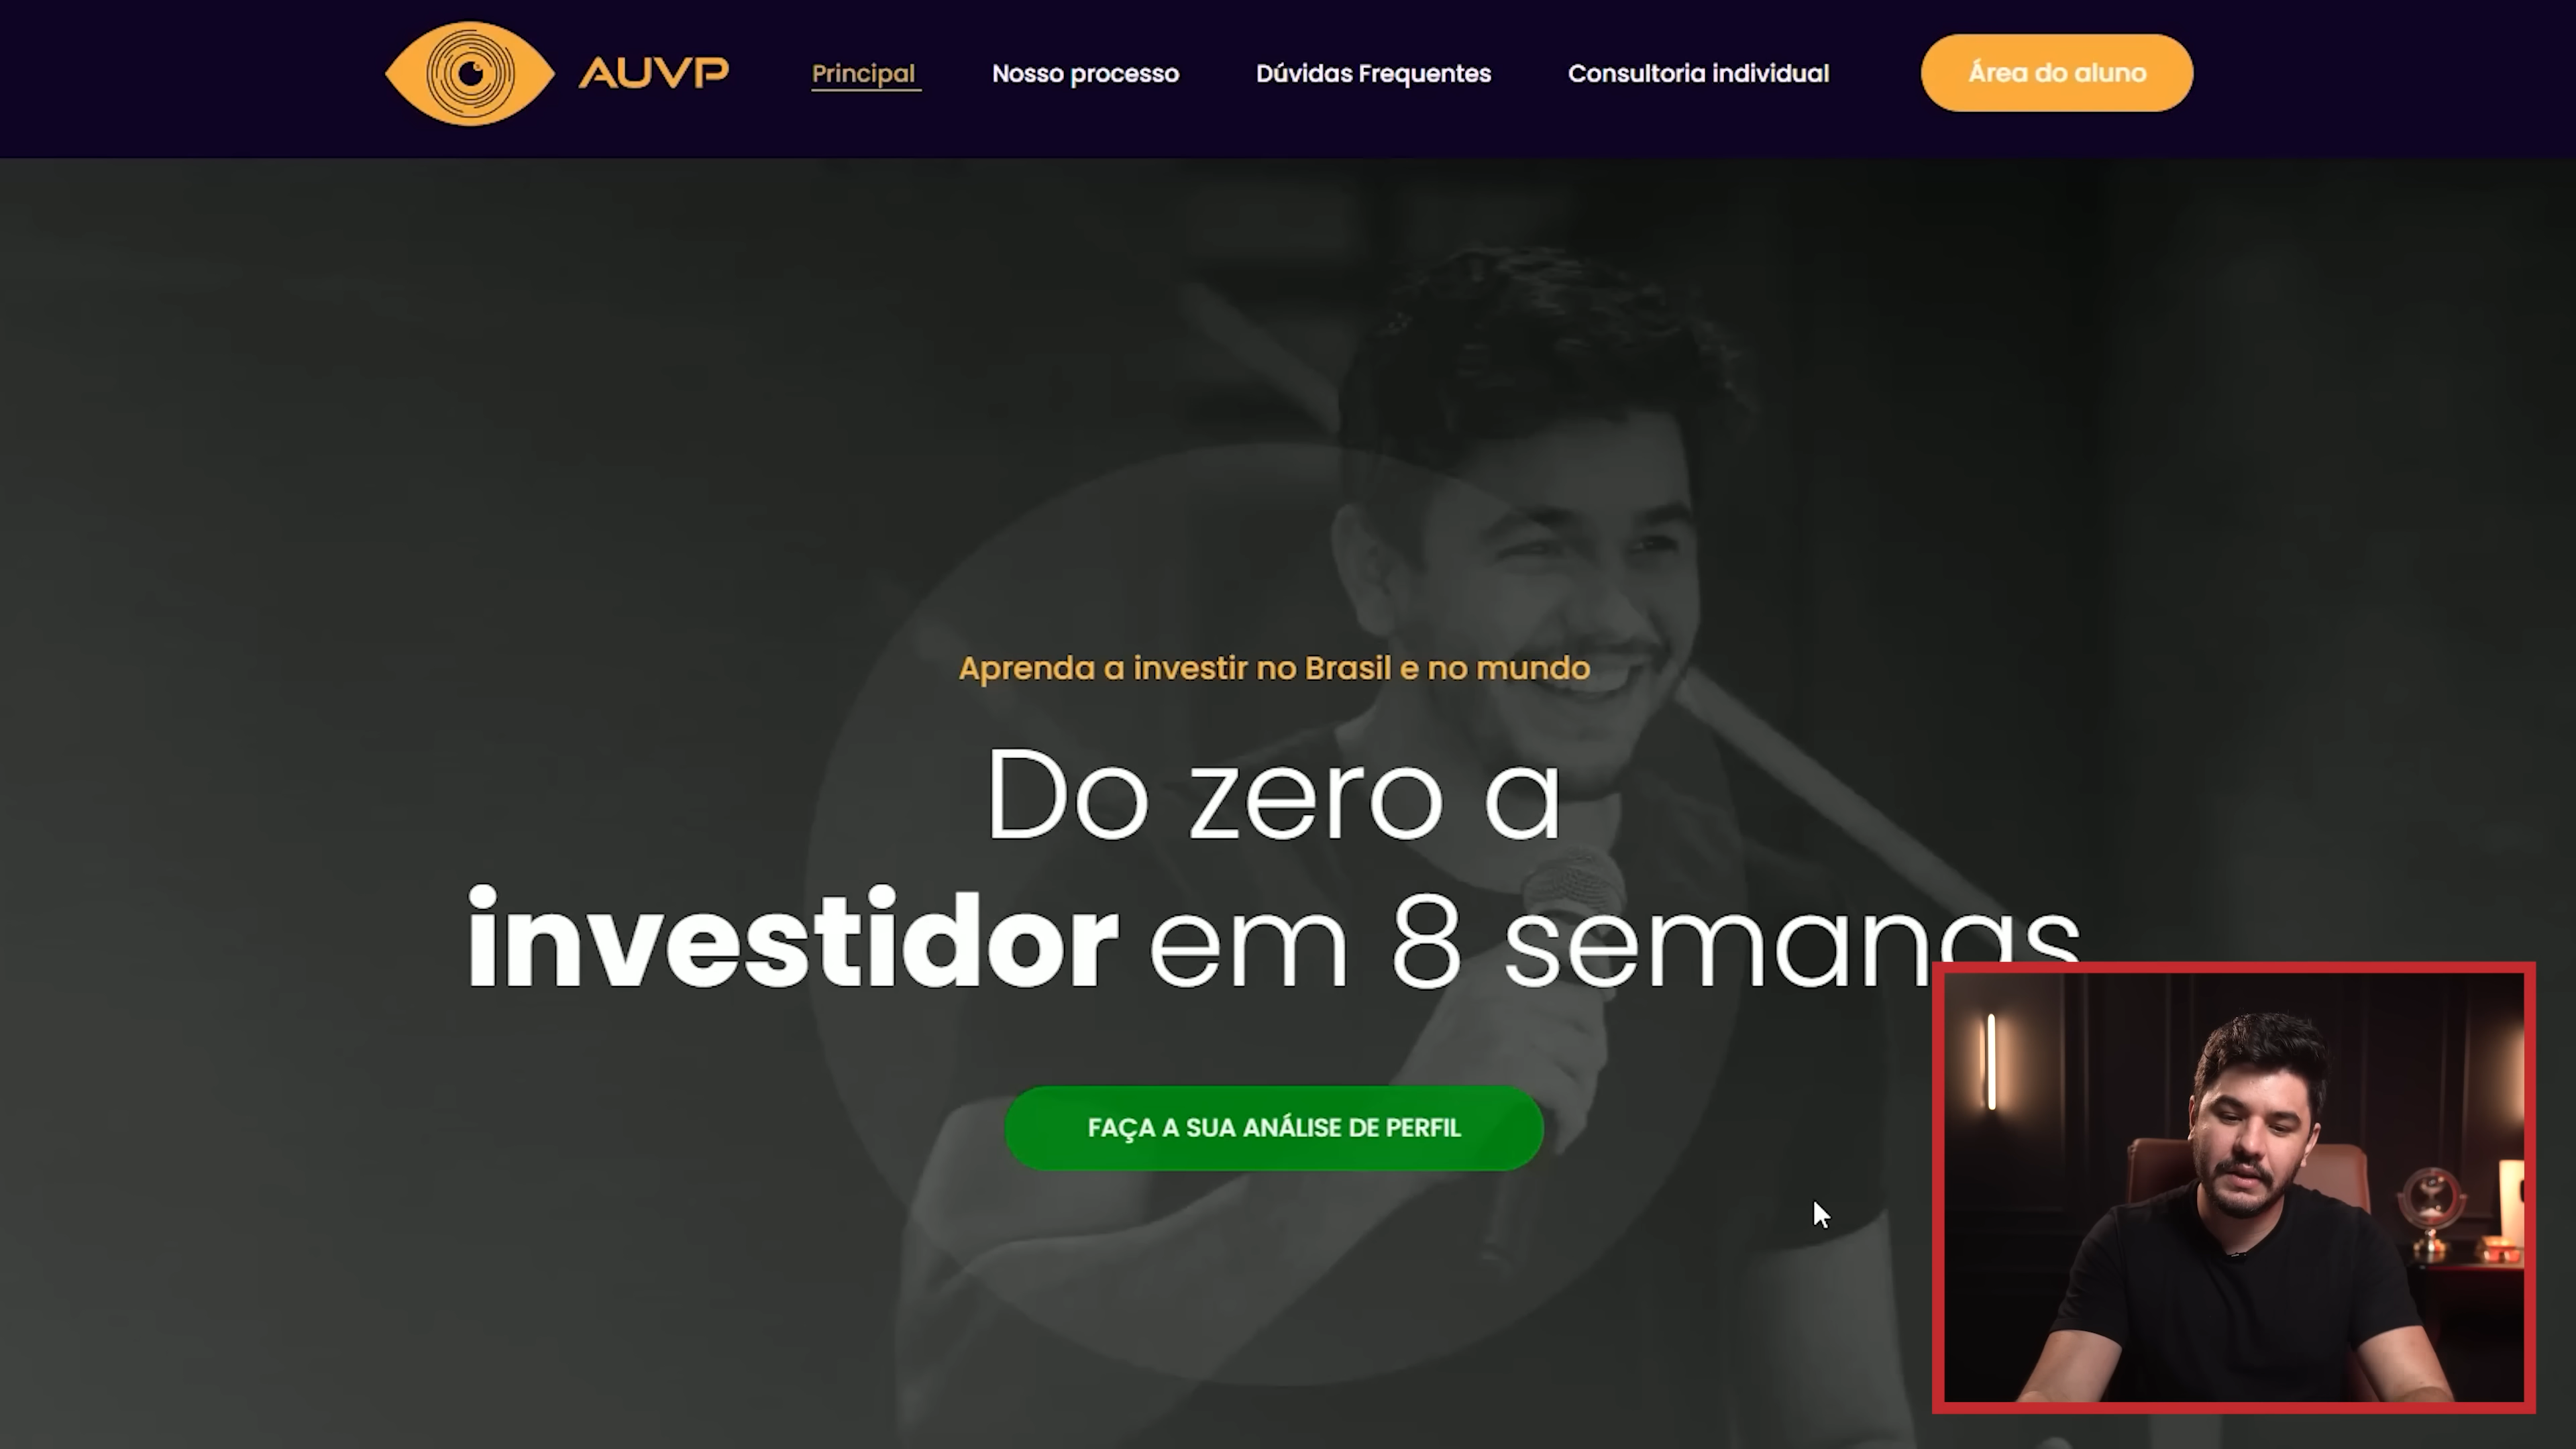 AUVP
Principal
Nosso processo
Dúvidas Frequentes
Consultoria individual
Área do aluno
Aprenda a investir no Brasil e no mundo
Do zero a
investidor em 8 semanas
FAÇA A SUA ANÁLISE DE PERFIL